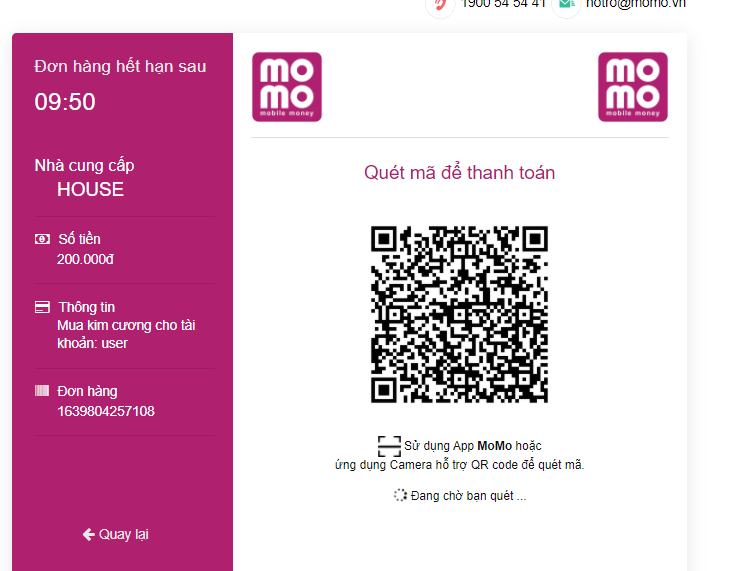 1900 54 54 41
hotro@momo.vn
Đơn hàng hết hạn sau
09:50
Nhà cung cấp
HOUSE
Số tiền
200.000đ
Thông tin
Mua kim cương cho tài
khoản: user
Đơn hàng
1639804257108
Quay lại
mo
mo
mobile money
mo
mo
mobile money
Quét mã để thanh toán
Sử dụng App MoMo hoặc
ứng dụng Camera hỗ trợ QR code để quét mã.
Đang chờ bạn quét ...